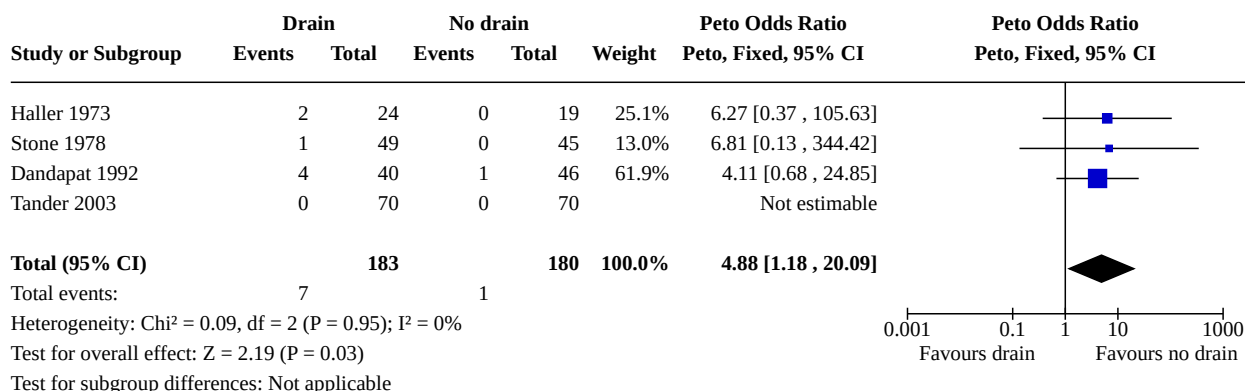 Drain No drain Peto Odds Ratio Peto Odds Ratio
Study or Subgroup Events Total Events Total Weight Peto, Fixed, 95% CI Peto, Fixed, 95% CI
Haller 1973 2 24 0 19 25.1% 6.27 [0.37 , 105.63]
Stone 1978 1 49 0 45 13.0% 6.81 [0.13 , 344.42]
Dandapat 1992 4 40 1 46 61.9% 4.11 [0.68 , 24.85]
Tander 2003 0 70 0 70 Not estimable
Total (95% CI) 183 180 100.0% 4.88 [1.18 , 20.09]
Total events: 7 1
Heterogeneity: Chi² = 0.09, df = 2 (P = 0.95); I² = 0%
0.001 0.1 1 10 1000
Test for overall effect: Z = 2.19 (P = 0.03) Favours drain Favours no drain
Test for subgroup differences: Not applicable